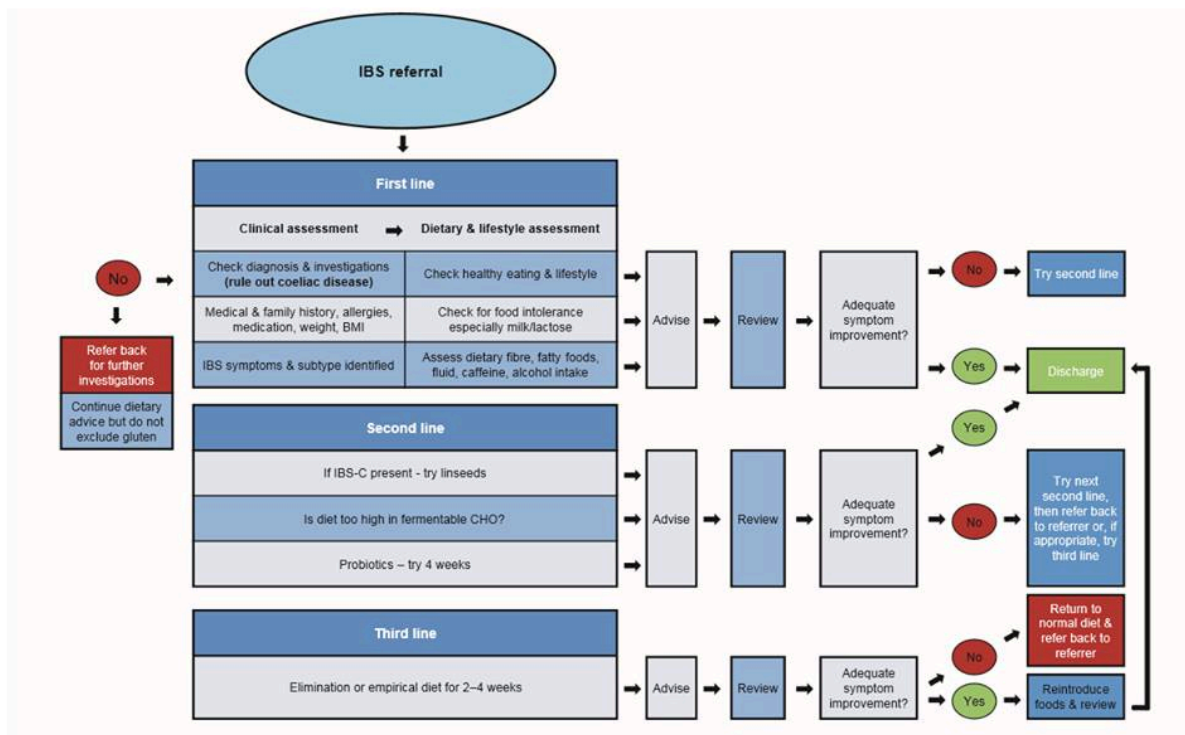 IBS referral
First line
Clinical assessment
Dietary & lifestyle assessment
No
Check diagnosis & investigations
(rule out coeliac disease)
Check healthy eating & lifestyle
Medical & family history, allergies,
medication, weight, BMI
Check for food intolerance
especially milk/lactose
IBS symptoms & subtype identified
Assess dietary fibre, fatty foods,
fluid, caffeine, alcohol intake
Refer back
for further
investigations
Continue dietary
advice but do not
exclude gluten
Advise
Review
Adequate
symptom
improvement?
No
Try second line
Yes
Discharge
Second line
If IBS-C present - try linseeds
Is diet too high in fermentable CHO?
Probiotics – try 4 weeks
Advise
Review
Adequate
symptom
improvement?
Yes
No
Try next
second line,
then refer back
to referrer or, if
appropriate, try
third line
Third line
Elimination or empirical diet for 2–4 weeks
Advise
Review
Adequate
symptom
improvement?
No
Return to
normal diet &
refer back to
referrer
Yes
Reintroduce
foods & review